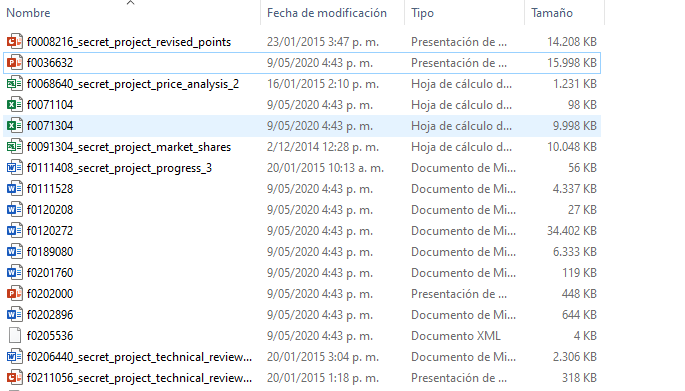 Nombre Fecha de modificación Tipo Tamaño
f0008216_secret_project_revised_points 23/01/2015 3:47 p. m. Presentación de ... 14.208 KB
f0036632 9/05/2020 4:43 p. m. Presentación de ... 15.998 KB
f0068640_secret_project_price_analysis_2 16/01/2015 2:10 p. m. Hoja de cálculo d... 1.231 KB
f0071104 9/05/2020 4:43 p. m. Hoja de cálculo d... 98 KB
f0071304 9/05/2020 4:43 p. m. Hoja de cálculo d... 9.998 KB
f0091304_secret_project_market_shares 2/12/2014 12:28 p. m. Hoja de cálculo d... 10.048 KB
f0111408_secret_project_progress_3 20/01/2015 10:13 a. m. Documento de Mi... 56 KB
f0111528 9/05/2020 4:43 p. m. Documento de Mi... 4.337 KB
f0120208 9/05/2020 4:43 p. m. Documento de Mi... 27 KB
f0120272 9/05/2020 4:43 p. m. Documento de Mi... 34.402 KB
f0189080 9/05/2020 4:43 p. m. Documento de Mi... 6.333 KB
f0201760 9/05/2020 4:43 p. m. Documento de Mi... 119 KB
f0202000 9/05/2020 4:43 p. m. Presentación de ... 448 KB
f0202896 9/05/2020 4:43 p. m. Documento de Mi... 644 KB
f0205536 9/05/2020 4:43 p. m. Documento XML 4 KB
f0206440_secret_project_technical_review... 20/01/2015 3:04 p. m. Documento de Mi... 2.306 KB
f0211056_secret_project_technical_review... 20/01/2015 1:18 p. m. Presentación de ... 318 KB